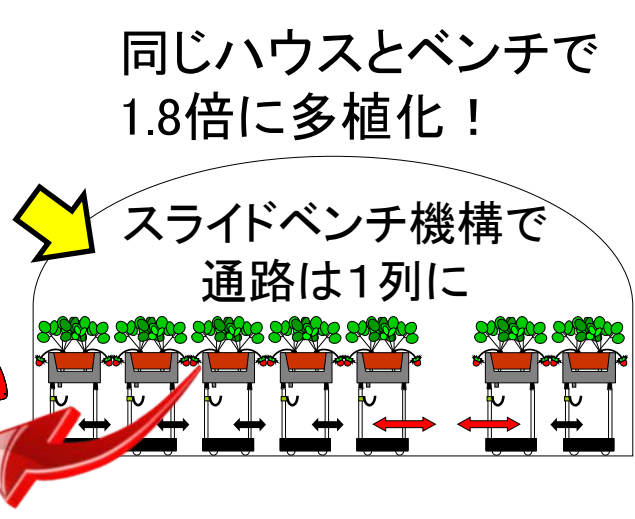 同じハウスとベンチで
1.8倍に多植化！
スライドベンチ機構で
通路は１列に